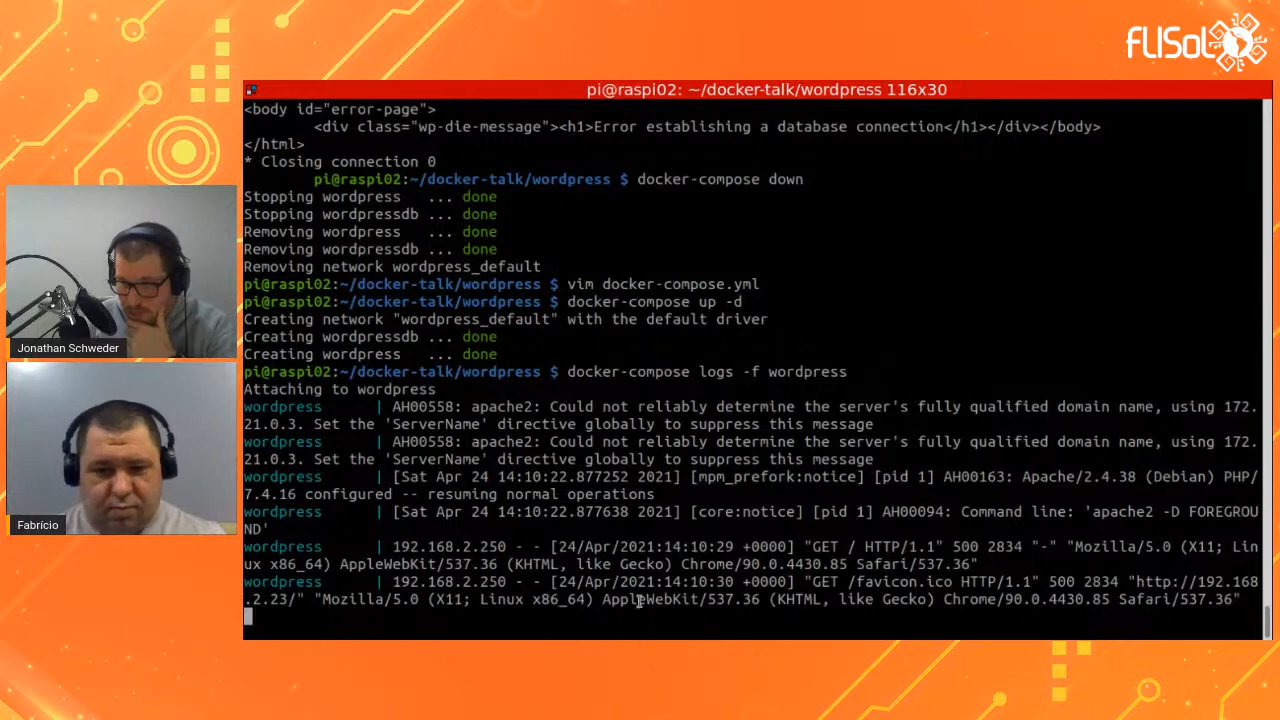 FLISoL
pi@raspi02: ~/docker-talk/wordpress 116x30
<body id="error-page">
<div class="wp-die-message"><h1>Error establishing a database connection</h1></div></body>
</html>
* Closing connection 0
pi@raspi02:~/docker-talk/wordpress $ docker-compose down
Stopping wordpress   ... done
Stopping wordpressdb ... done
Removing wordpress   ... done
Removing wordpressdb ... done
Removing network wordpress_default
pi@raspi02:~/docker-talk/wordpress $ vim docker-compose.yml
pi@raspi02:~/docker-talk/wordpress $ docker-compose up -d
Creating network "wordpress_default" with the default driver
Creating wordpressdb ... done
Creating wordpress   ... done
pi@raspi02:~/docker-talk/wordpress $ docker-compose logs -f wordpress
Attaching to wordpress
wordpress      | AH00558: apache2: Could not reliably determine the server's fully qualified domain name, using 172.
21.0.3. Set the 'ServerName' directive globally to suppress this message
wordpress      | AH00558: apache2: Could not reliably determine the server's fully qualified domain name, using 172.
21.0.3. Set the 'ServerName' directive globally to suppress this message
wordpress      | [Sat Apr 24 14:10:22.877252 2021] [mpm_prefork:notice] [pid 1] AH00163: Apache/2.4.38 (Debian) PHP/
7.4.16 configured -- resuming normal operations
wordpress      | [Sat Apr 24 14:10:22.877638 2021] [core:notice] [pid 1] AH00094: Command line: 'apache2 -D FOREGROU
ND'
wordpress      | 192.168.2.250 - - [24/Apr/2021:14:10:29 +0000] "GET / HTTP/1.1" 500 2834 "-" "Mozilla/5.0 (X11; Lin
ux x86_64) AppleWebKit/537.36 (KHTML, like Gecko) Chrome/90.0.4430.85 Safari/537.36"
wordpress      | 192.168.2.250 - - [24/Apr/2021:14:10:30 +0000] "GET /favicon.ico HTTP/1.1" 500 2834 "http://192.168
.2.23/" "Mozilla/5.0 (X11; Linux x86_64) AppleWebKit/537.36 (KHTML, like Gecko) Chrome/90.0.4430.85 Safari/537.36"
Jonathan Schweder
Fabrício